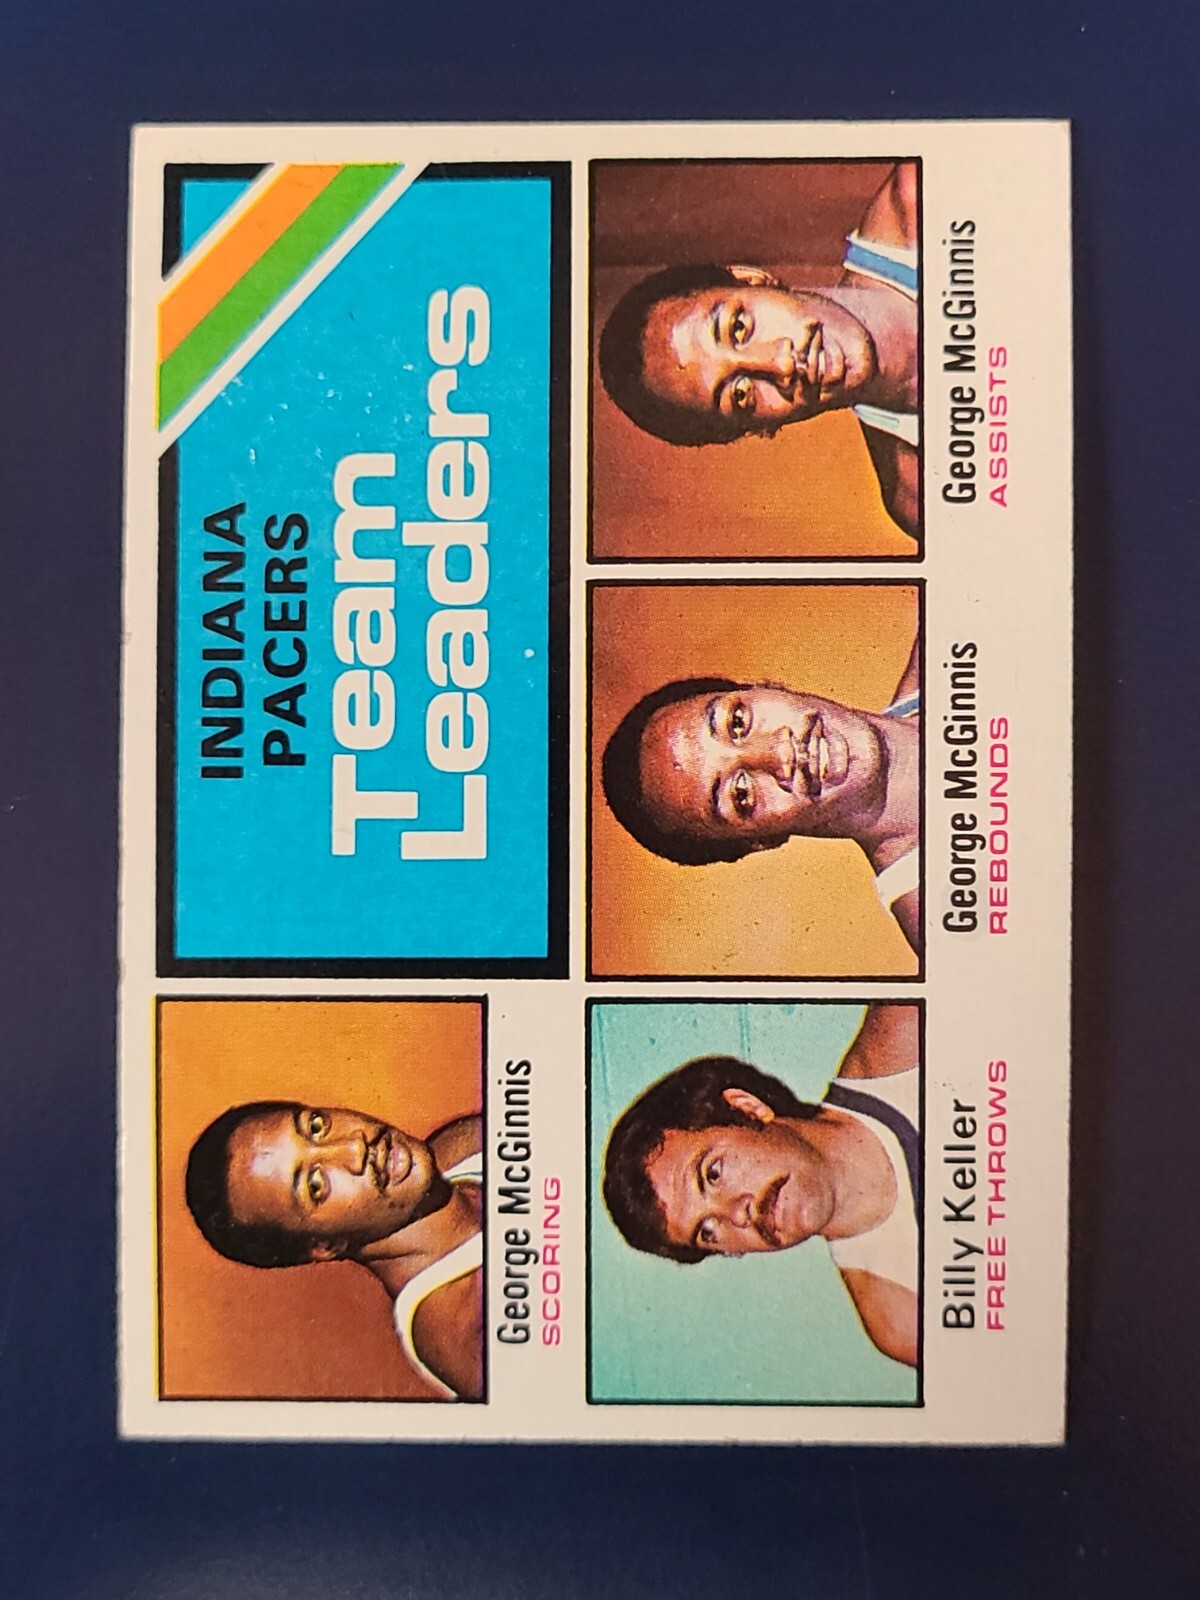 INDIANA
PACERS
Team
Leaders
George McGinnis
SCORING
Billy Keller
FREE THROWS
George McGinnis
REBOUNDS
George McGinnis
ASSISTS